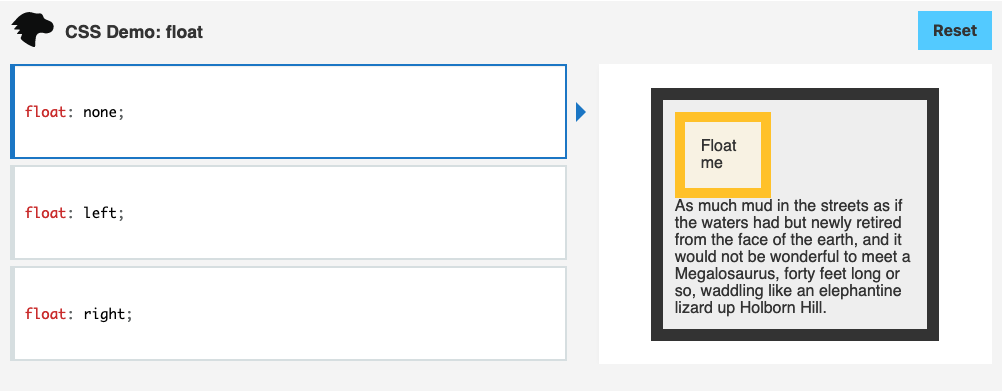 CSS Demo: float
Reset
float: none;
float: left;
float: right;
Float
me
As much mud in the streets as if
the waters had but newly retired
from the face of the earth, and it
would not be wonderful to meet a
Megalosaurus, forty feet long or
so, waddling like an elephantine
lizard up Holborn Hill.